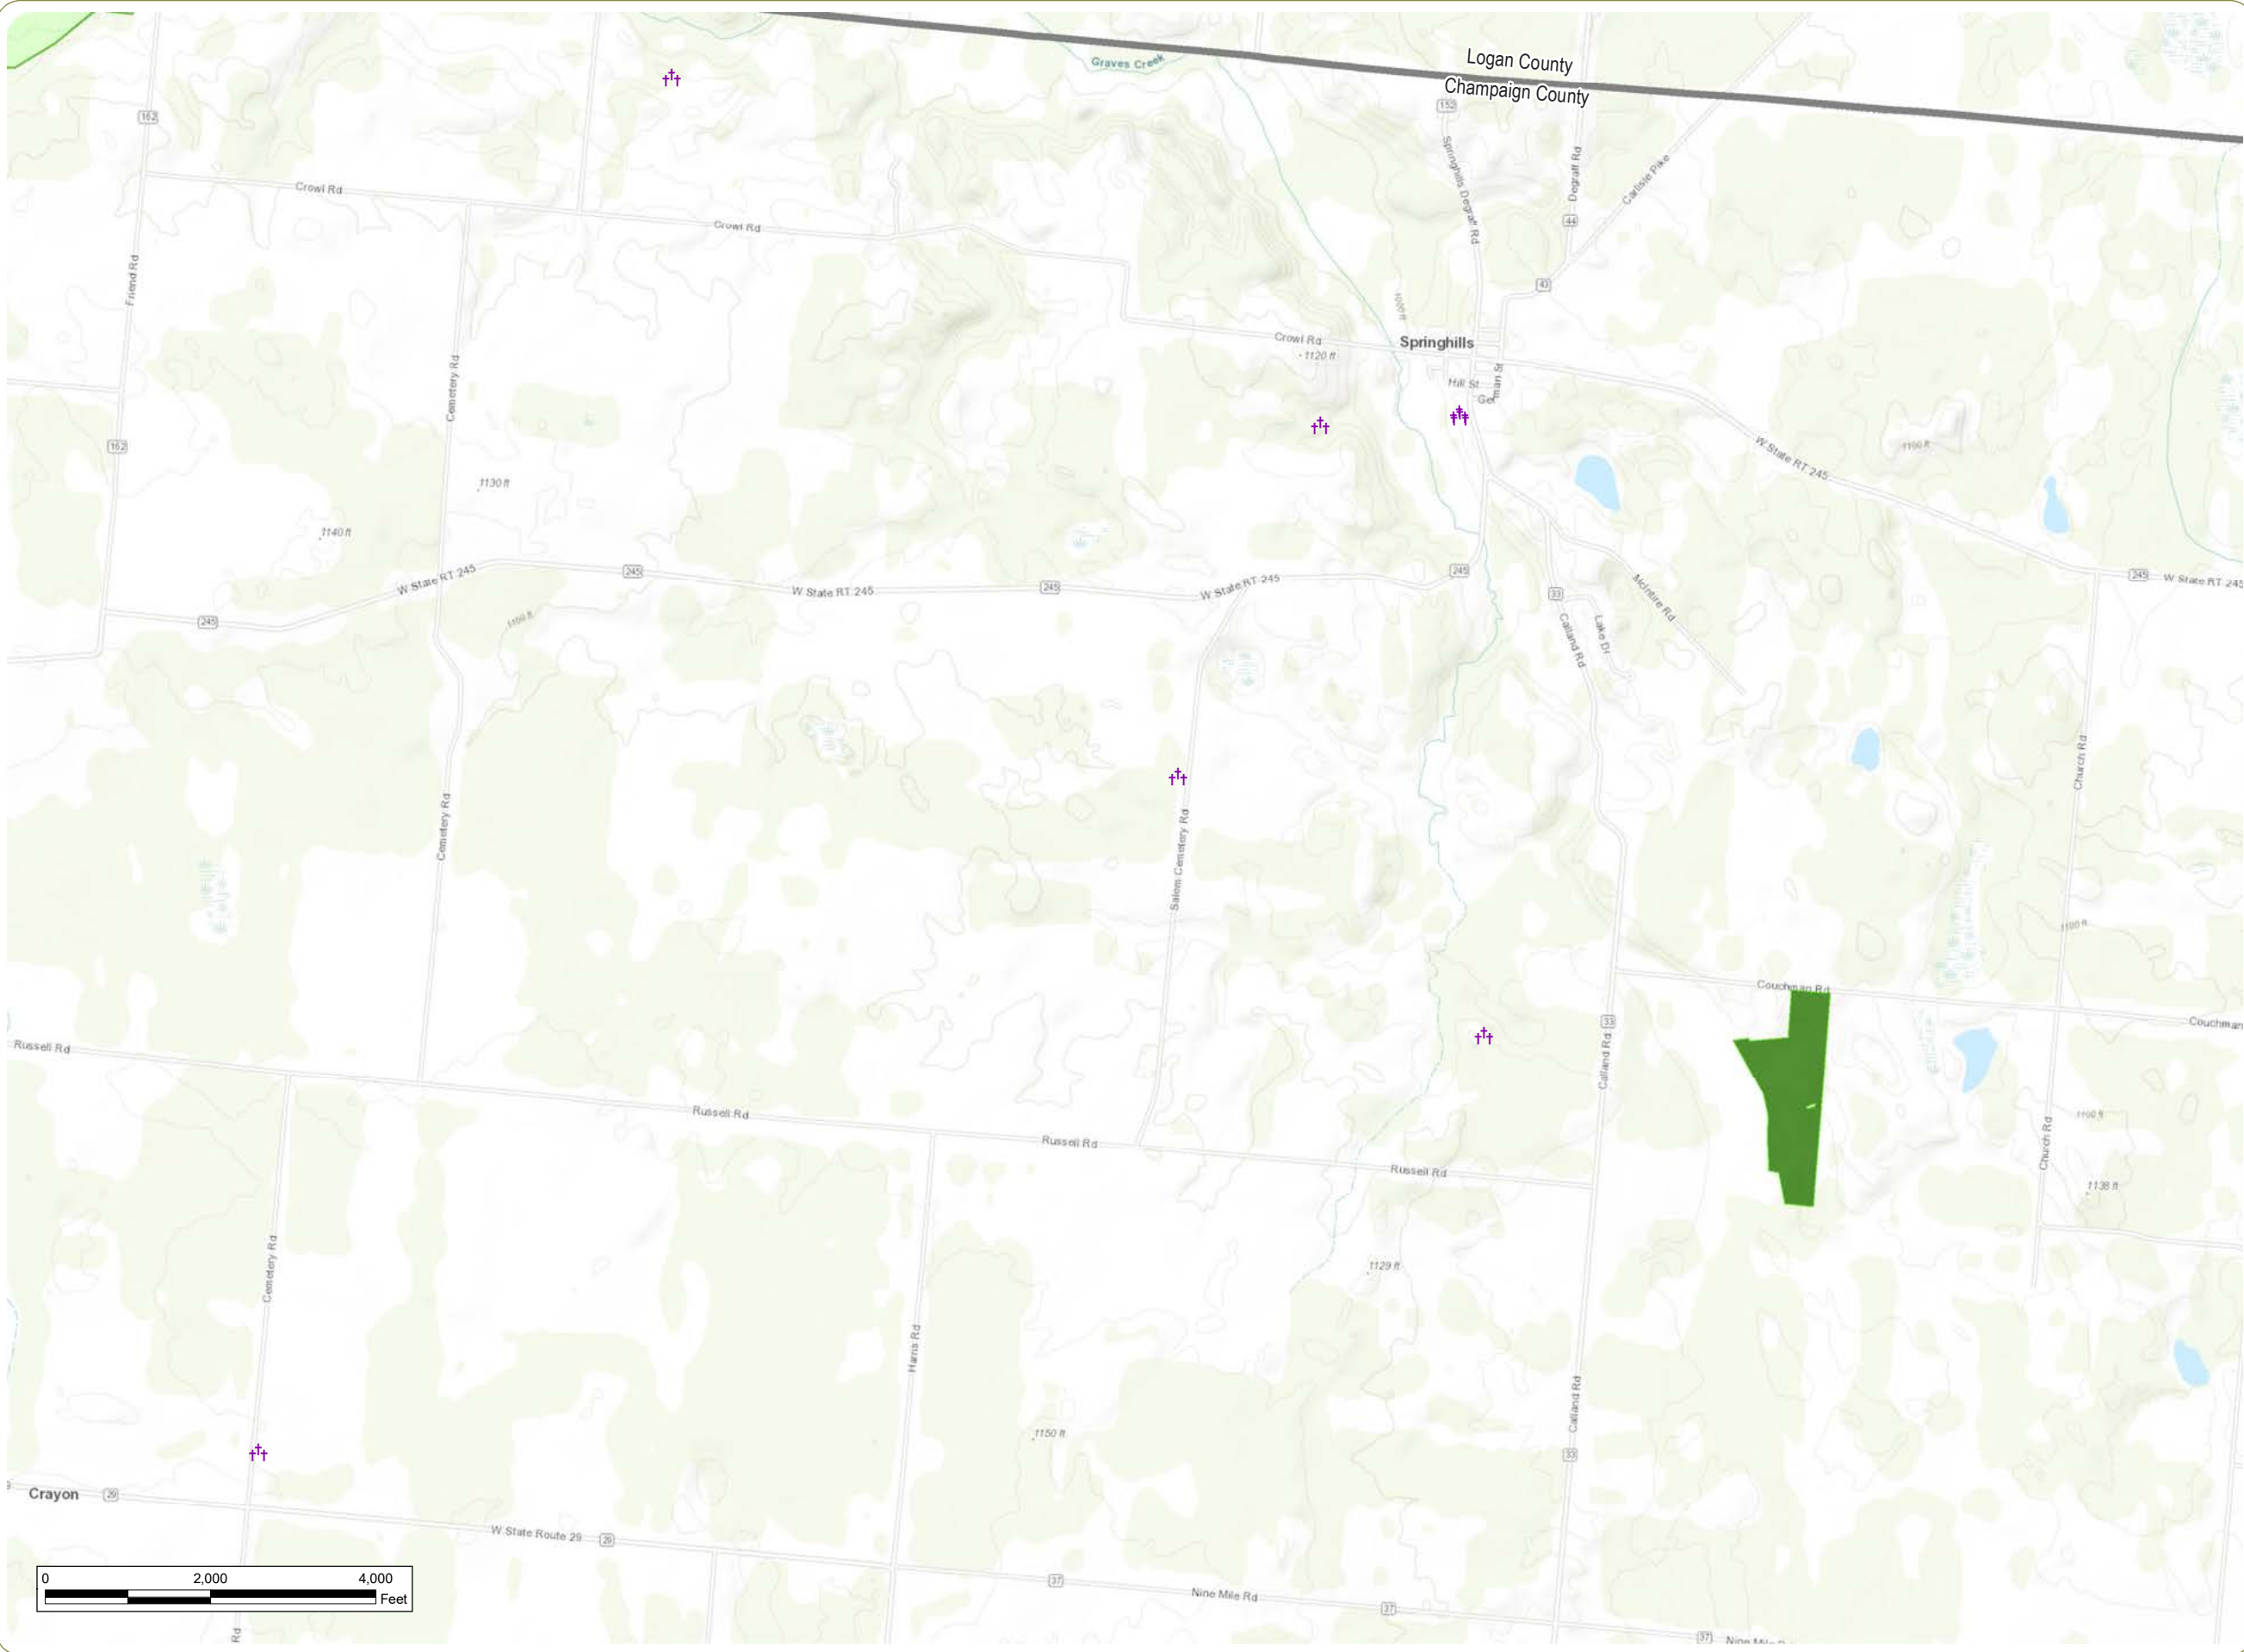 Logan County
Graves Creek
Champaign County
152
162
Springhills Degraff Rd
Degraff Rd
Carlisle Pike
Crowl Rd
44
Crowl Rd
Friend Rd
43
1000 ft
Crowl Rd
Springhills
1120 ft
Cemetery Rd
Hill St
German St
162
W State RT 245
1100 ft
1130 ft
1140 ft
W State RT 245
245
W State RT 245
245
W State RT 245
245
245
W State RT 245
33
McIntire Rd
245
1100 ft
Calland Rd
Lake Dr
Church Rd
Cemetery Rd
Salem Cemetery Rd
1100 ft
Couchman Rd
33
Couchman
Russell Rd
Calland Rd
Russell Rd
1100 ft
Russell Rd
Church Rd
Russell Rd
1138 ft
Cemetery Rd
1129 ft
Harris Rd
Calland Rd
1150 ft
33
Crayon
29
W State Route 29
29
37
Nine Mile Rd
37
37
0 2,000 4,000
Feet
Rd